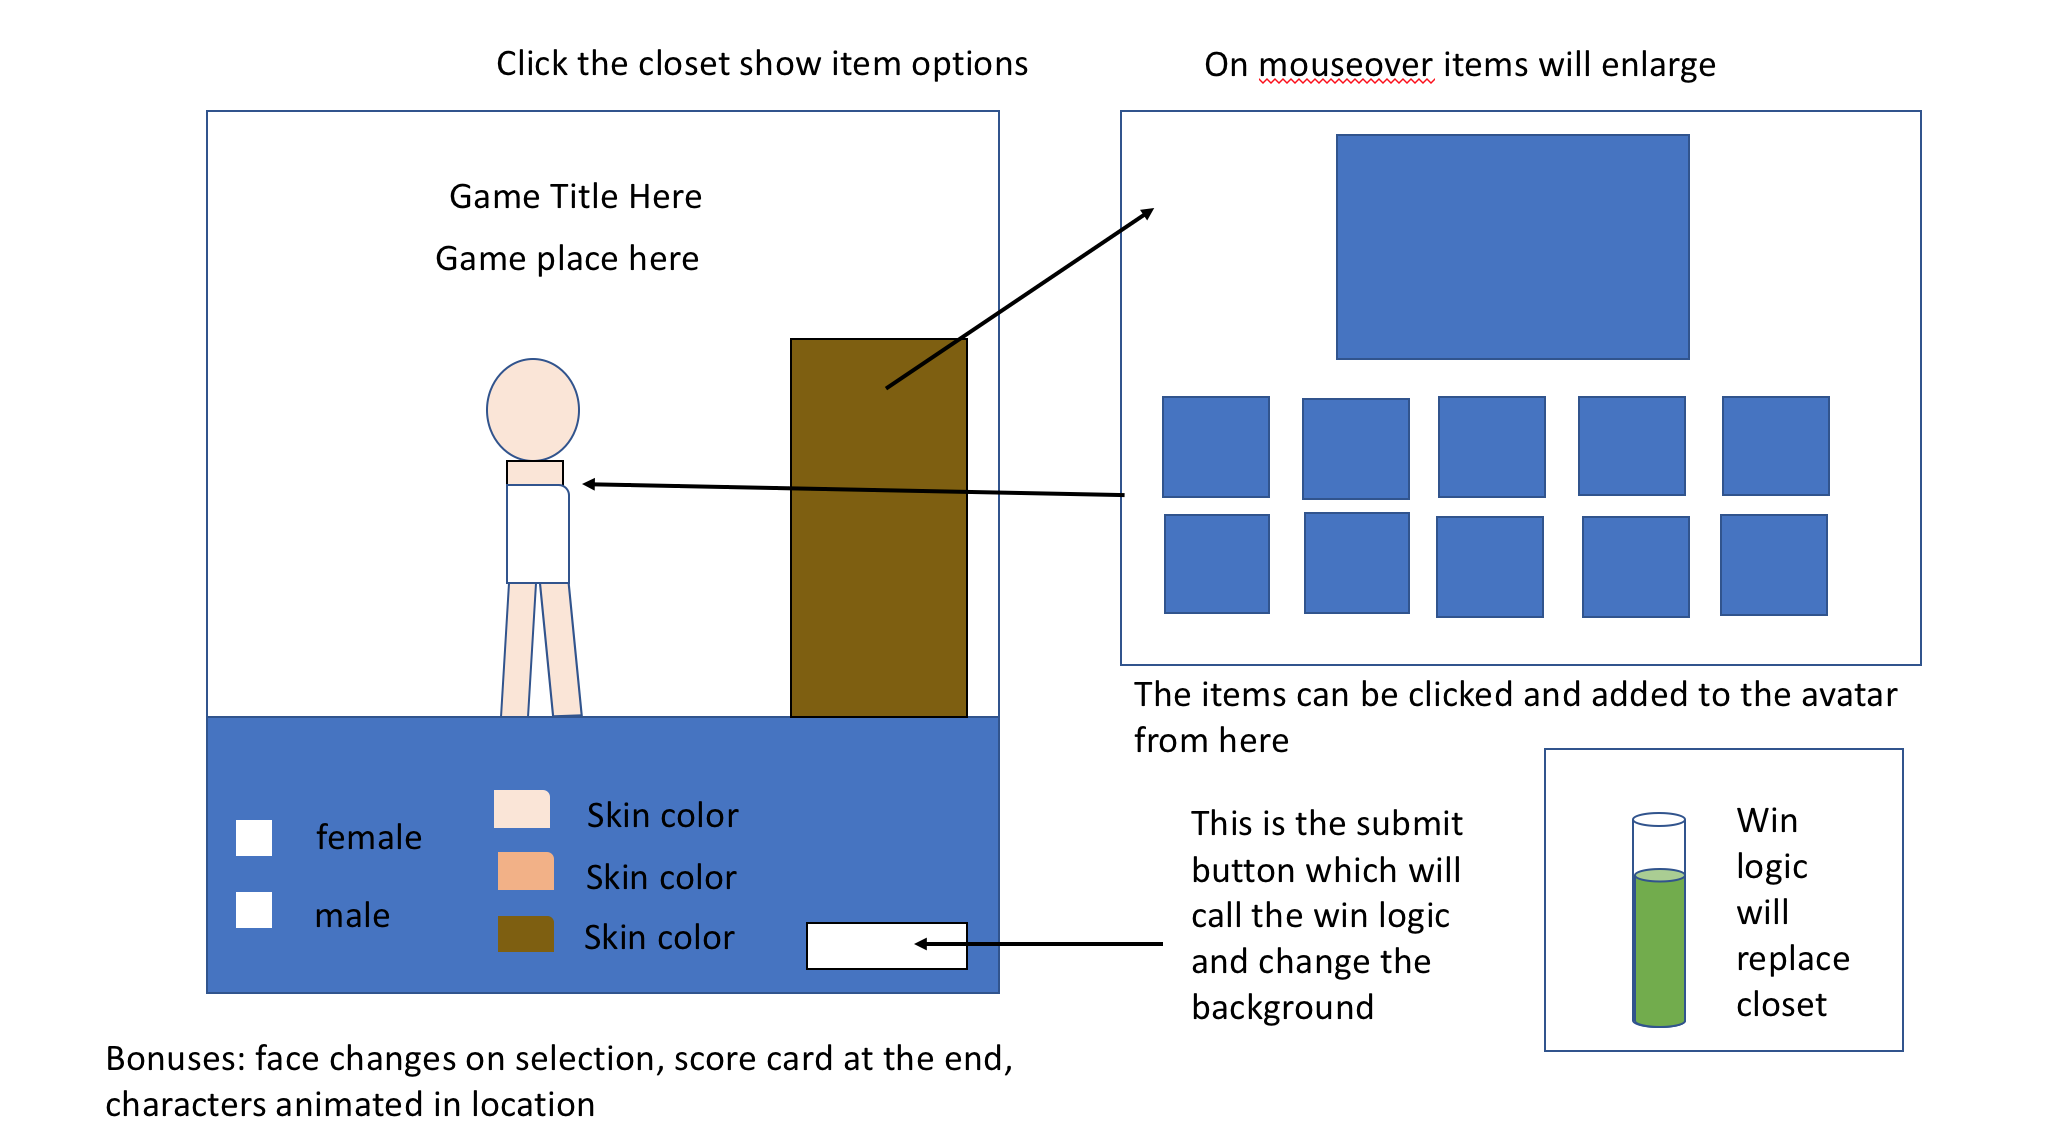 Click the closet show item options
On mouseover items will enlarge
Game Title Here
Game place here
The items can be clicked and added to the avatar
from here
female
male
Skin color
Skin color
Skin color
This is the submit
button which will
call the win logic
and change the
background
Win
logic
will
replace
closet
Bonuses: face changes on selection, score card at the end,
characters animated in location